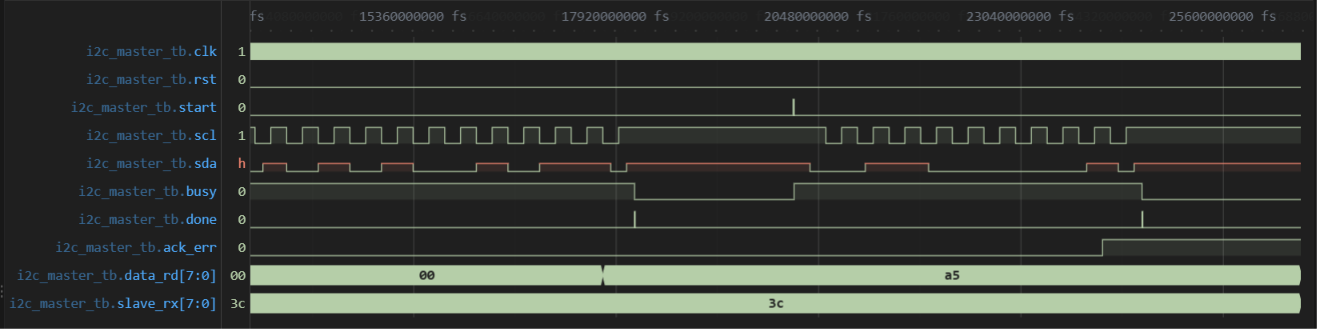 fs 15360000000 fs 17920000000 fs 20480000000 fs 23040000000 fs 25600000000 fs
i2c_master_tb.clk 1
i2c_master_tb.rst 0
i2c_master_tb.start 0
i2c_master_tb.scl 1
i2c_master_tb.sda h
i2c_master_tb.busy 0
i2c_master_tb.done 0
i2c_master_tb.ack_err 0
i2c_master_tb.data_rd[7:0] 00 00 a5
i2c_master_tb.slave_rx[7:0] 3c 3c